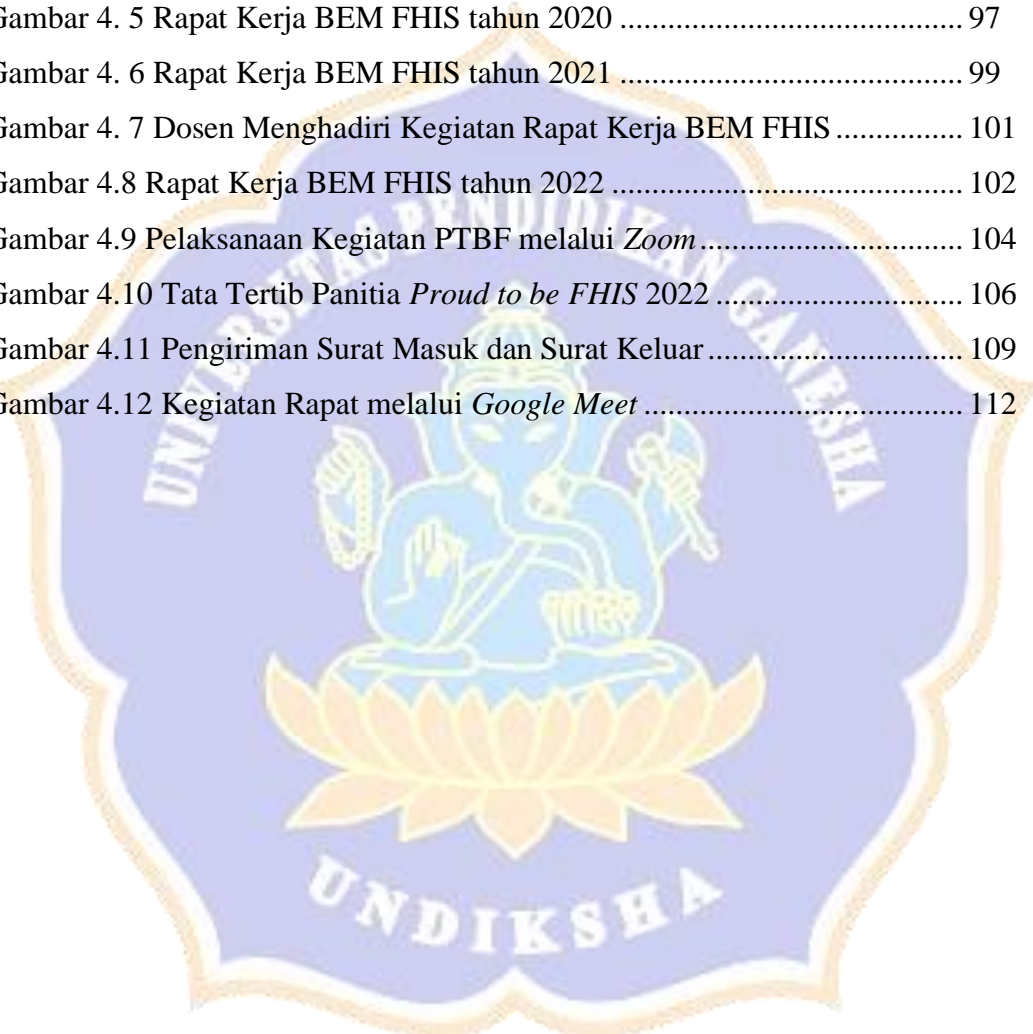 Gambar 4. 5 Rapat Kerja BEM FHIS tahun 2020 .................................... 97
Gambar 4. 6 Rapat Kerja BEM FHIS tahun 2021 .................................... 99
Gambar 4. 7 Dosen Menghadiri Kegiatan Rapat Kerja BEM FHIS ................ 101
Gambar 4.8 Rapat Kerja BEM FHIS tahun 2022 ..................................... 102
Gambar 4.9 Pelaksanaan Kegiatan PTBF melalui Zoom ............................ 104
Gambar 4.10 Tata Tertib Panitia Proud to be FHIS 2022 .......................... 106
Gambar 4.11 Pengiriman Surat Masuk dan Surat Keluar ........................... 109
Gambar 4.12 Kegiatan Rapat melalui Google Meet .................................. 112
UNIVERSITAS PENDIDIKAN GANESHA
UNDIKSHA